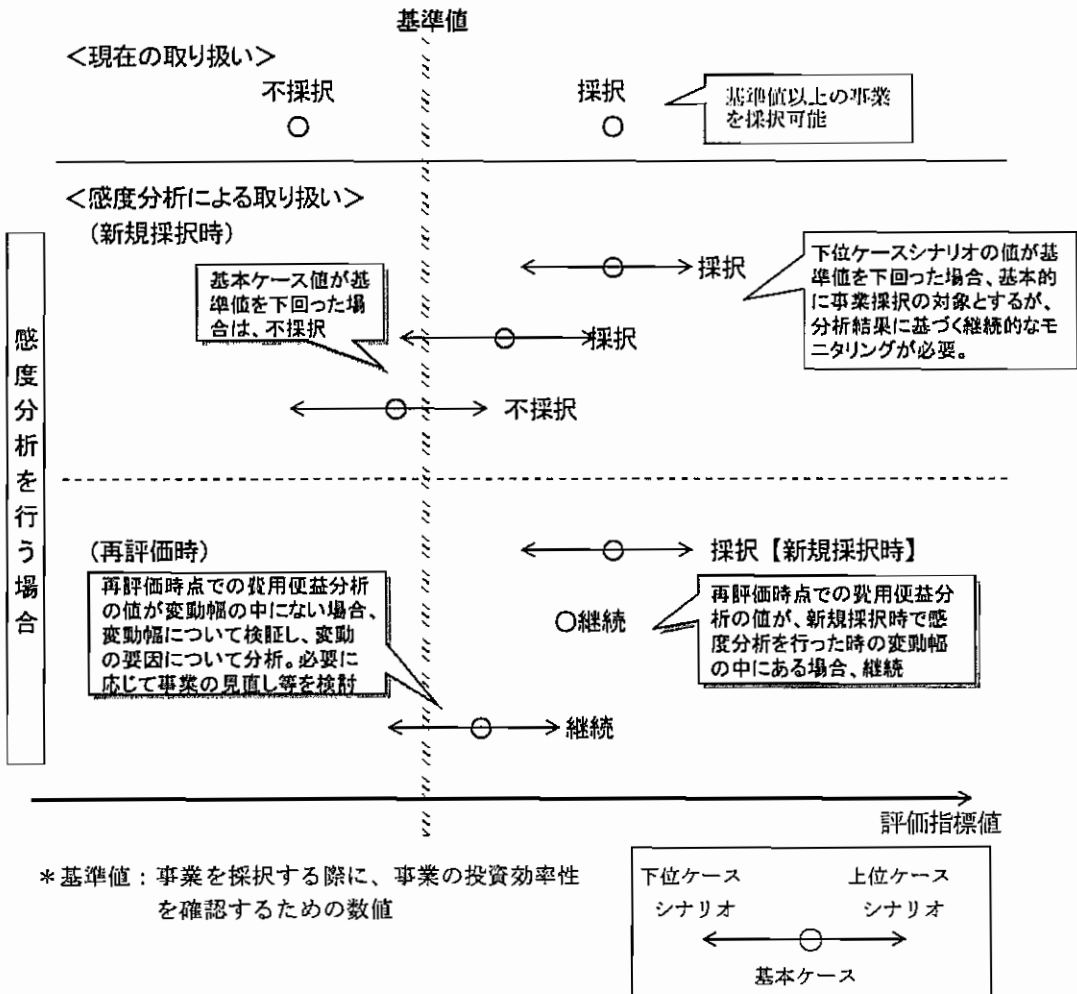 基準値
＜現在の取り扱い＞
不採択
採択
基準値以上の事業
を採択可能
＜感度分析による取り扱い＞
(新規採択時)
感度分析を行う場合
基本ケース値が基
準値を下回った場
合は、不採択
採択
下位ケースシナリオの値が基
準値を下回った場合、基本的
に事業採択の対象とするが、
分析結果に基づく継続的なモ
ニタリングが必要。
採択
不採択
(再評価時)
採択【新規採択時】
再評価時点での費用便益分析
の値が変動幅の中にない場合、
変動幅について検証し、変動
の要因について分析。必要に
応じて事業の見直し等を検討
継続
再評価時点での費用便益分
析の値が、新規採択時で感
度分析を行った時の変動幅
の中にある場合、継続
継続
評価指標値
＊基準値：事業を採択する際に、事業の投資効率性
を確認するための数値
下位ケース
シナリオ
上位ケース
シナリオ
基本ケース